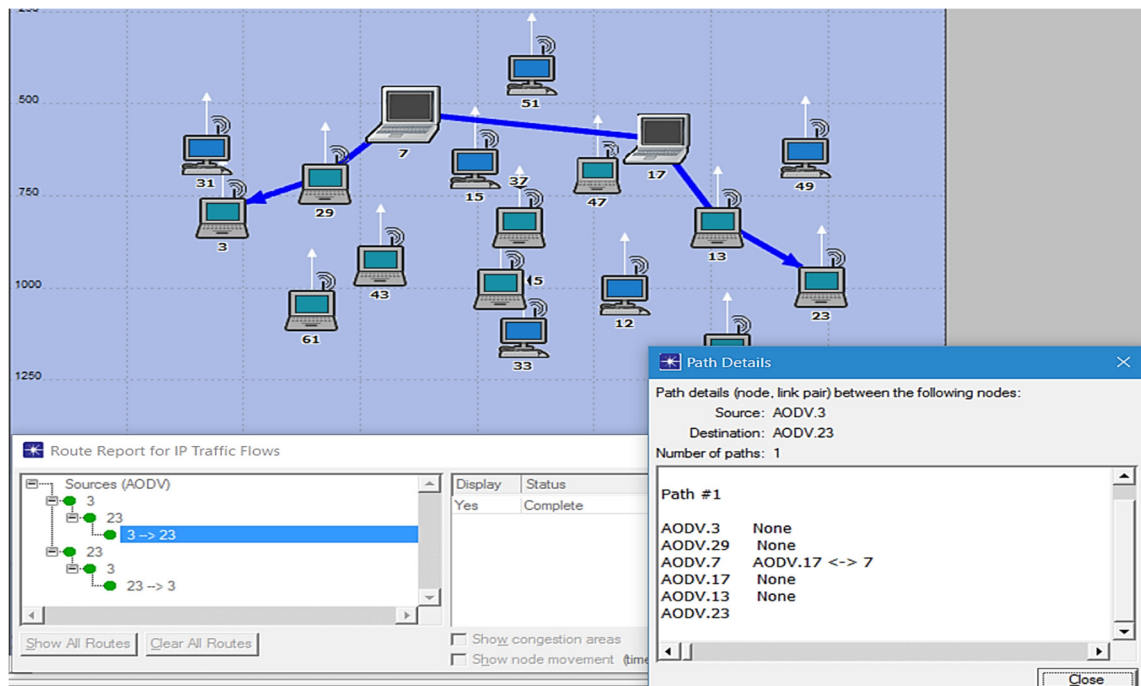 250
51
500
7
31
29
15
37
47
17
49
750
3
13
43
5
12
23
1000
61
33
1250
Path Details
Path details (node, link pair) between the following nodes:
Source: AODV.3
Destination: AODV.23
Number of paths: 1
Path #1
AODV.3 None
AODV.29 None
AODV.7 AODV.17 <-> 7
AODV.17 None
AODV.13 None
AODV.23
Close
Route Report for IP Traffic Flows
Sources (AODV)
3
23
3 --> 23
23
3
23 --> 3
Display Status
Yes Complete
Show All Routes Clear All Routes
Show congestion areas
Show node movement (time